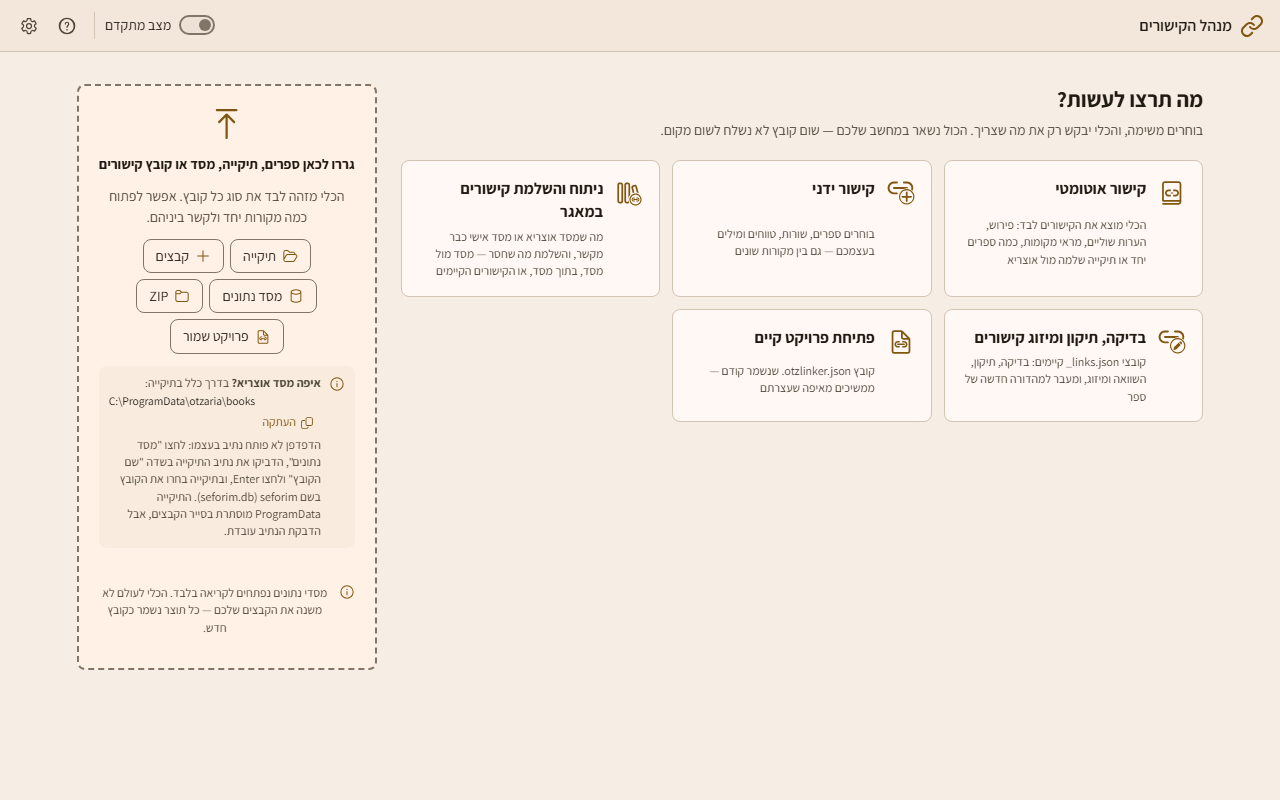 מנהל הקישורים
מצב מתקדם
מה תרצו לעשות?
בוחרים משימה, והכלי יבקש רק את מה שצריך. הכול נשאר במחשב שלכם — שום קובץ לא נשלח לשום מקום.
קישור אוטומטי
הכלי מוצא את הקישורים לבד: פירוש,
הערות שוליים, מראי מקומות, כמה ספרים
יחד או תיקייה שלמה מול אוצריא
קישור ידני
בוחרים ספרים, שורות, טווחים ומילים
בעצמכם — גם בין מקורות שונים
ניתוח והשלמת קישורים
במאגר
מה שמסד אוצריא או מסד אישי כבר
מקשר, והשלמת מה שחסר — מסד מול
מסד, בתוך מסד, או הקישורים הקיימים
בדיקה, תיקון ומיזוג קישורים
קובצי ‎_links.json קיימים: בדיקה, תיקון,
השוואה ומיזוג, ומעבר למהדורה חדשה של
ספר
פתיחת פרויקט קיים
קובץ ‎.otzlinker.json שנשמר קודם —
ממשיכים מאיפה שעצרתם
גררו לכאן ספרים, תיקייה, מסד או קובץ קישורים
הכלי מזהה לבד את סוג כל קובץ. אפשר לפתוח
כמה מקורות יחד ולקשר ביניהם.
תיקייה
קבצים
מסד נתונים
ZIP
פרויקט שמור
איפה מסד אוצריא? בדרך כלל בתיקייה:
C:\ProgramData\otzaria\books
העתקה
הדפדפן לא פותח נתיב בעצמו: לחצו "מסד
נתונים", הדביקו את נתיב התיקייה בשדה "שם
הקובץ" ולחצו Enter, ובתיקייה בחרו את הקובץ
בשם seforim (seforim.db). התיקייה
ProgramData מוסתרת בסייר הקבצים, אבל
הדבקת הנתיב עובדת.
מסדי נתונים נפתחים לקריאה בלבד. הכלי לעולם לא
משנה את הקבצים שלכם — כל תוצר נשמר כקובץ
חדש.